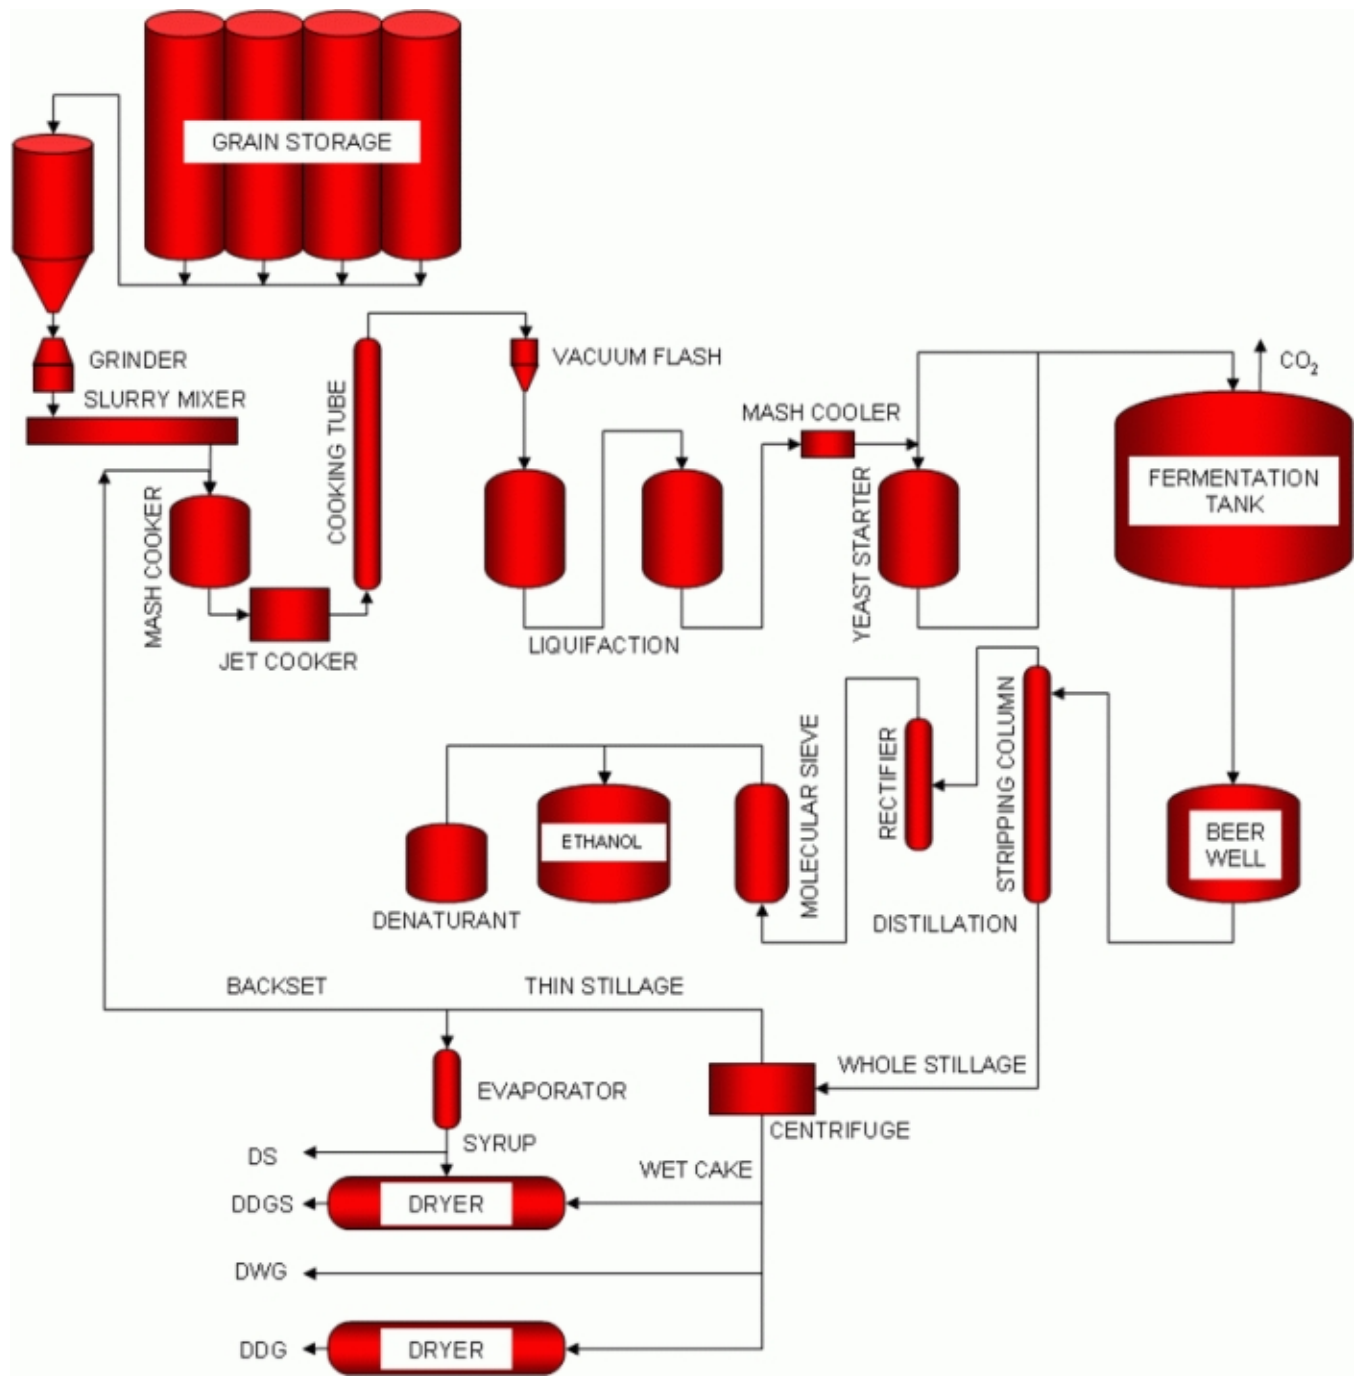 GRAIN STORAGE
GRINDER
SLURRY MIXER
COOKING TUBE
VACUUM FLASH
CO₂
MASH COOLER
MASH COOKER
JET COOKER
LIQUIFACTION
YEAST STARTER
FERMENTATION
TANK
MOLECULAR SIEVE
RECTIFIER
STRIPPING COLUMN
BEER
WELL
ETHANOL
DENATURANT
DISTILLATION
BACKSET
THIN STILLAGE
WHOLE STILLAGE
EVAPORATOR
CENTRIFUGE
SYRUP
DS
WET CAKE
DDGS
DRYER
DWG
DDG
DRYER